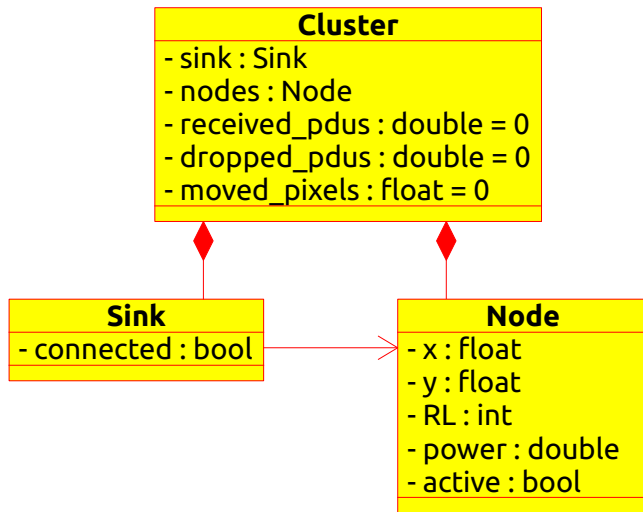 Cluster
- sink : Sink
- nodes : Node
- received_pdus : double = 0
- dropped_pdus : double = 0
- moved_pixels : float = 0
Sink
- connected : bool
Node
- x : float
- y : float
- RL : int
- power : double
- active : bool